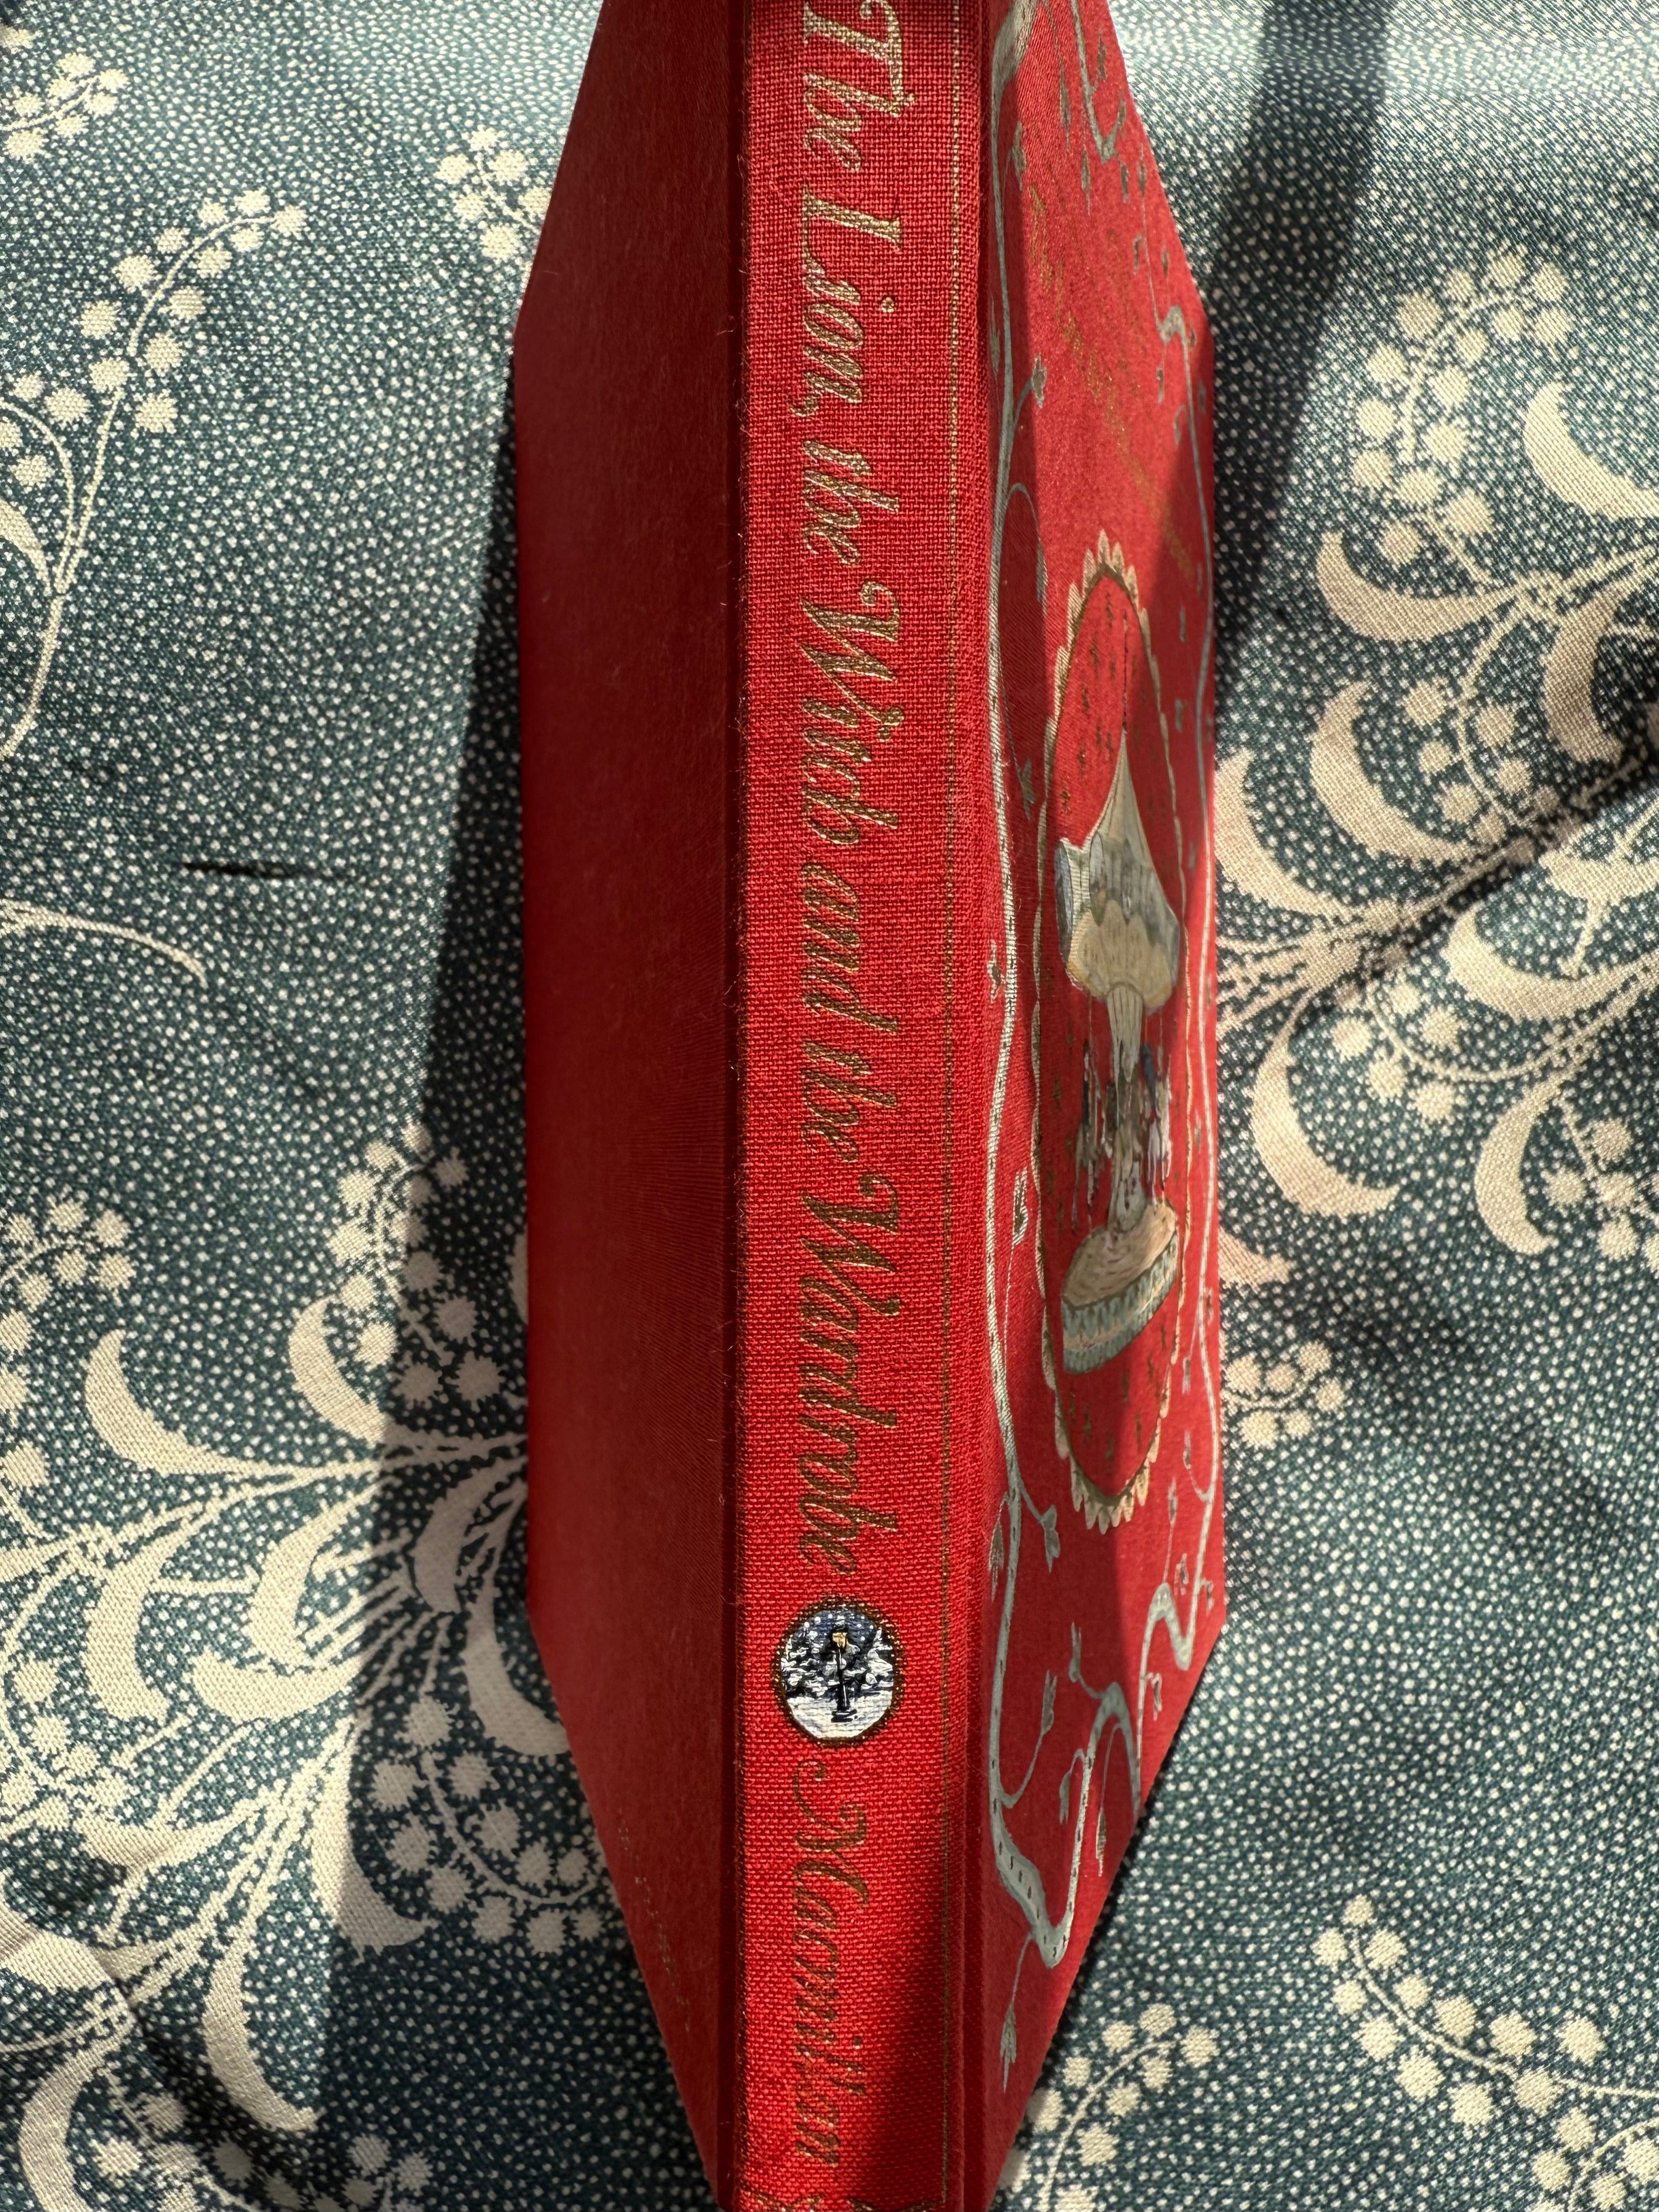 The Lion, the Witch and the Wardrobe
Macmillan